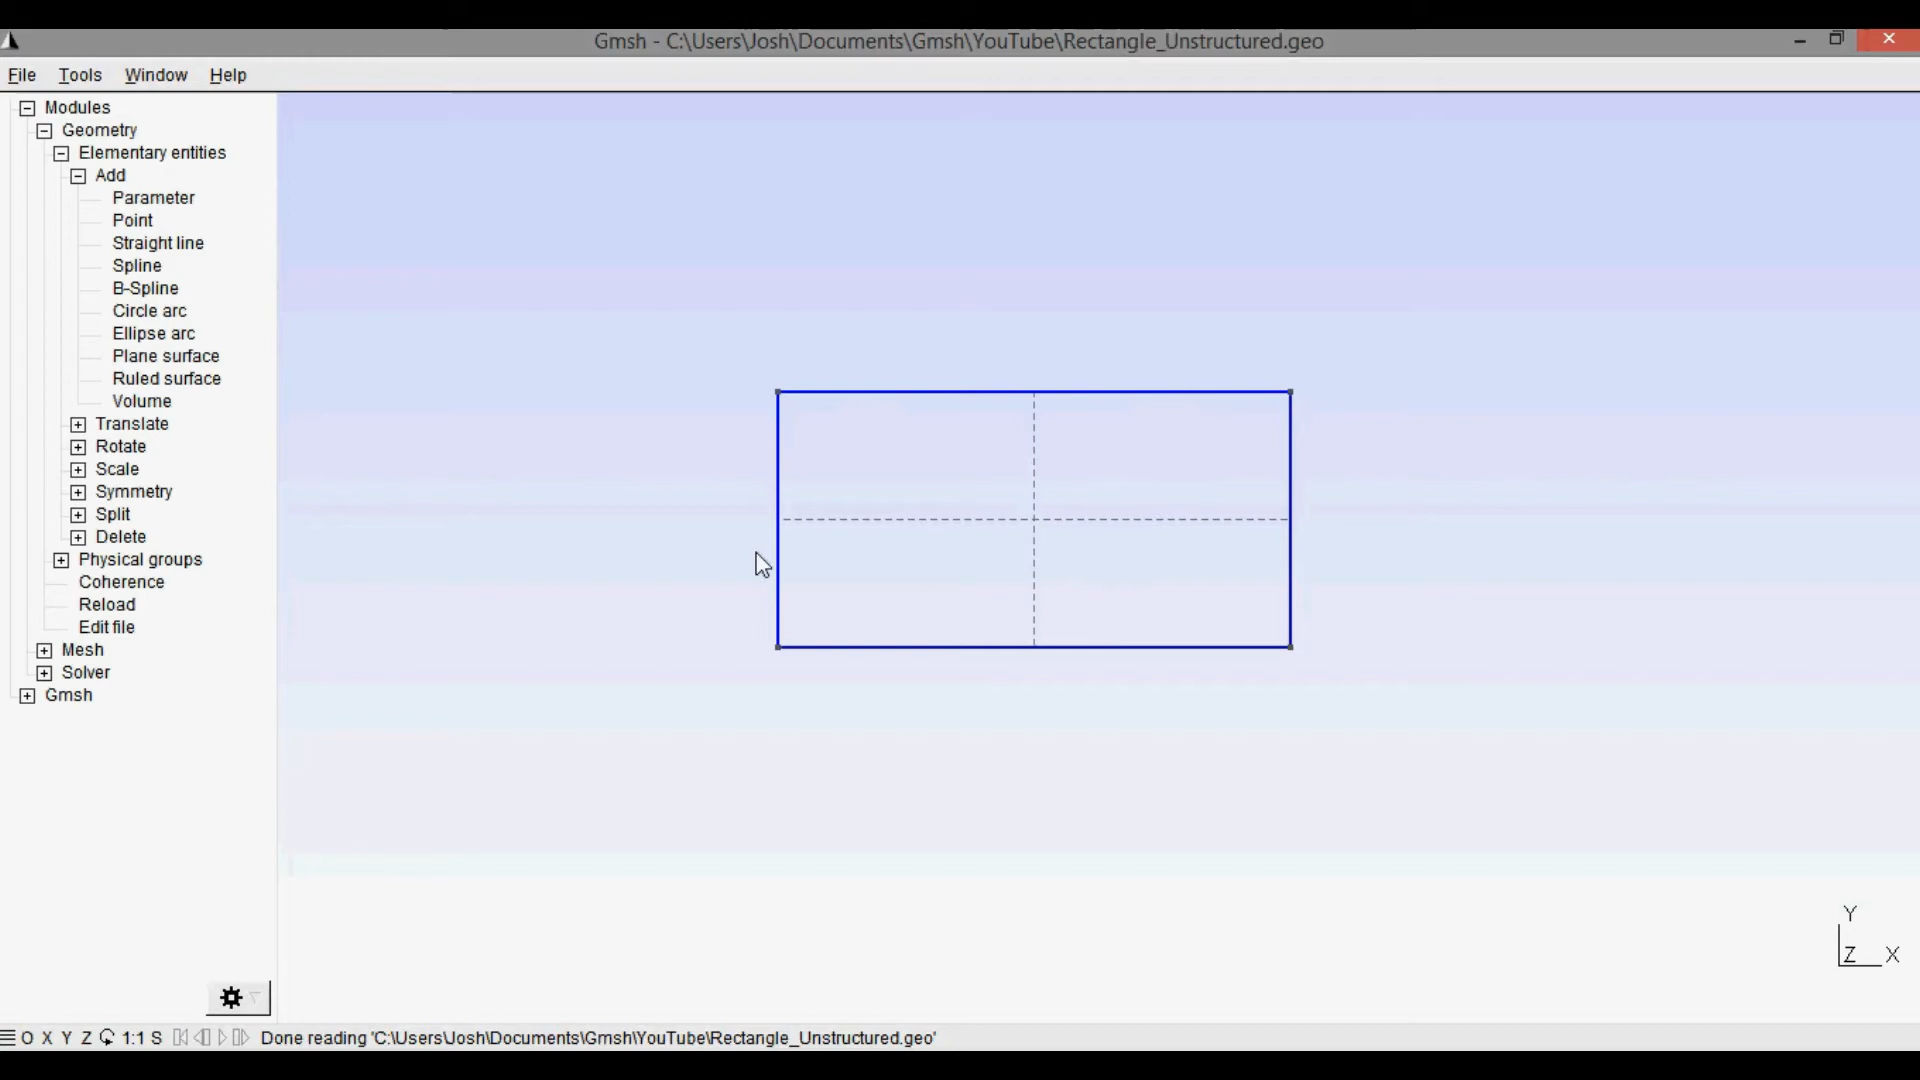 Gmsh - C:\Users\Josh\Documents\Gmsh\YouTube\Rectangle_Unstructured.geo
File Tools Window Help
Modules
Geometry
Elementary entities
Add
Parameter
Point
Straight line
Spline
B-Spline
Circle arc
Ellipse arc
Plane surface
Ruled surface
Volume
Translate
Rotate
Scale
Symmetry
Split
Delete
Physical groups
Coherence
Reload
Edit file
Mesh
Solver
Gmsh
Y
Z X
O X Y Z 1:1 S Done reading 'C:\Users\Josh\Documents\Gmsh\YouTube\Rectangle_Unstructured.geo'